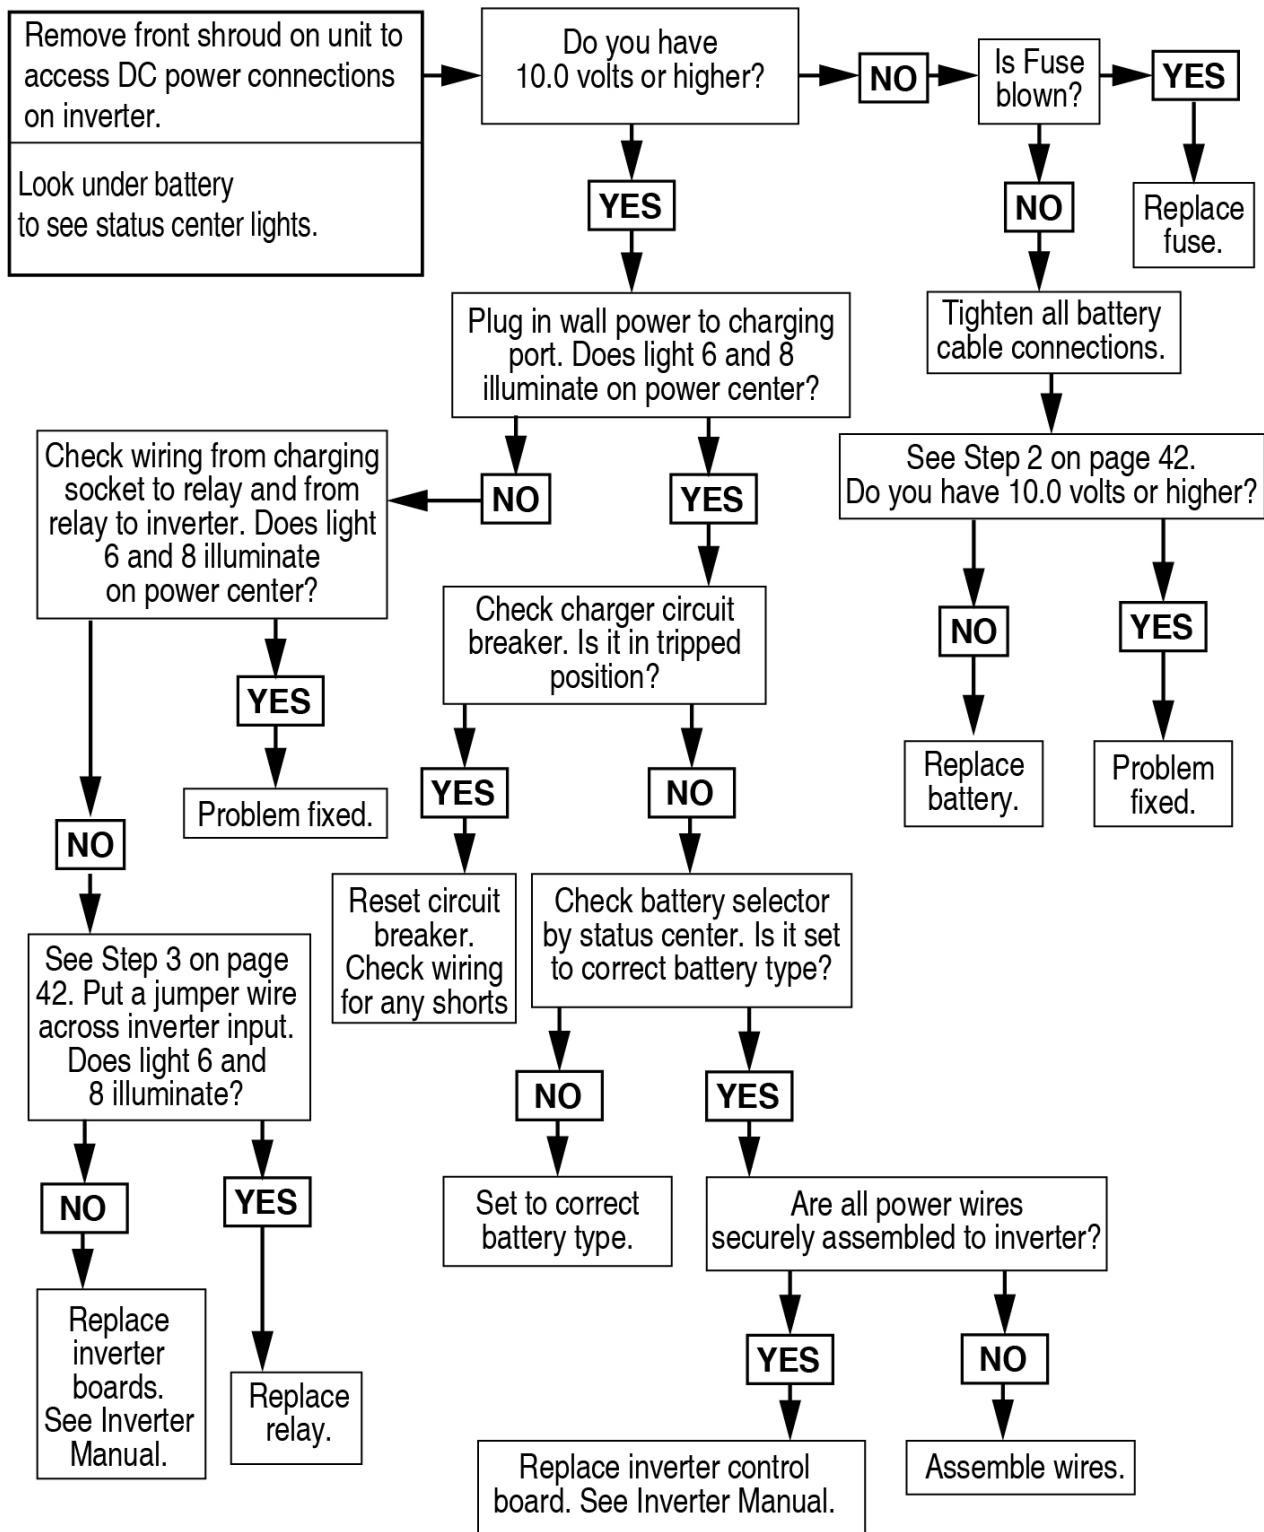 Remove front shroud on unit to
access DC power connections
on inverter.
Look under battery
to see status center lights.
Do you have
10.0 volts or higher?
NO
Is Fuse
blown?
YES
YES
NO
Replace
fuse.
Plug in wall power to charging
port. Does light 6 and 8
illuminate on power center?
Tighten all battery
cable connections.
Check wiring from charging
socket to relay and from
relay to inverter. Does light
6 and 8 illuminate
on power center?
NO
YES
See Step 2 on page 42.
Do you have 10.0 volts or higher?
Check charger circuit
breaker. Is it in tripped
position?
NO
YES
YES
Problem fixed.
YES
NO
Replace
battery.
Problem
fixed.
NO
Reset circuit
breaker.
Check wiring
for any shorts
Check battery selector
by status center. Is it set
to correct battery type?
See Step 3 on page
42. Put a jumper wire
across inverter input.
Does light 6 and
8 illuminate?
NO
YES
NO
YES
Set to correct
battery type.
Are all power wires
securely assembled to inverter?
Replace
inverter
boards.
See Inverter
Manual.
Replace
relay.
YES
NO
Replace inverter control
board. See Inverter Manual.
Assemble wires.